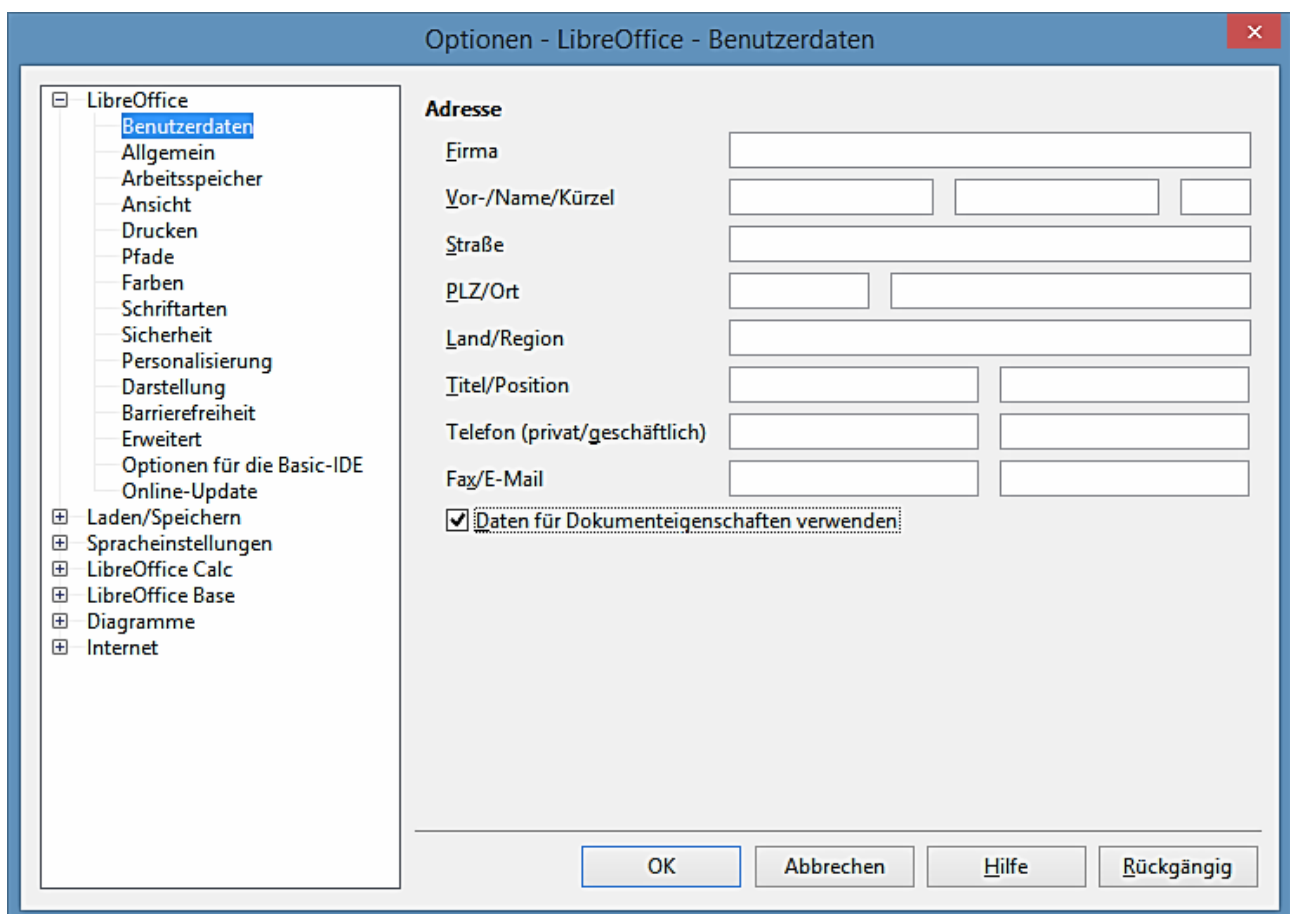 Optionen - LibreOffice - Benutzerdaten
LibreOffice
Benutzerdaten
Allgemein
Arbeitsspeicher
Ansicht
Drucken
Pfade
Farben
Schriftarten
Sicherheit
Personalisierung
Darstellung
Barrierefreiheit
Erweitert
Optionen für die Basic-IDE
Online-Update
Laden/Speichern
Spracheinstellungen
LibreOffice Calc
LibreOffice Base
Diagramme
Internet
Adresse
Firma
Vor-/Name/Kürzel
Straße
PLZ/Ort
Land/Region
Titel/Position
Telefon (privat/geschäftlich)
Fax/E-Mail
Daten für Dokumenteigenschaften verwenden
OK Abbrechen Hilfe Rückgängig